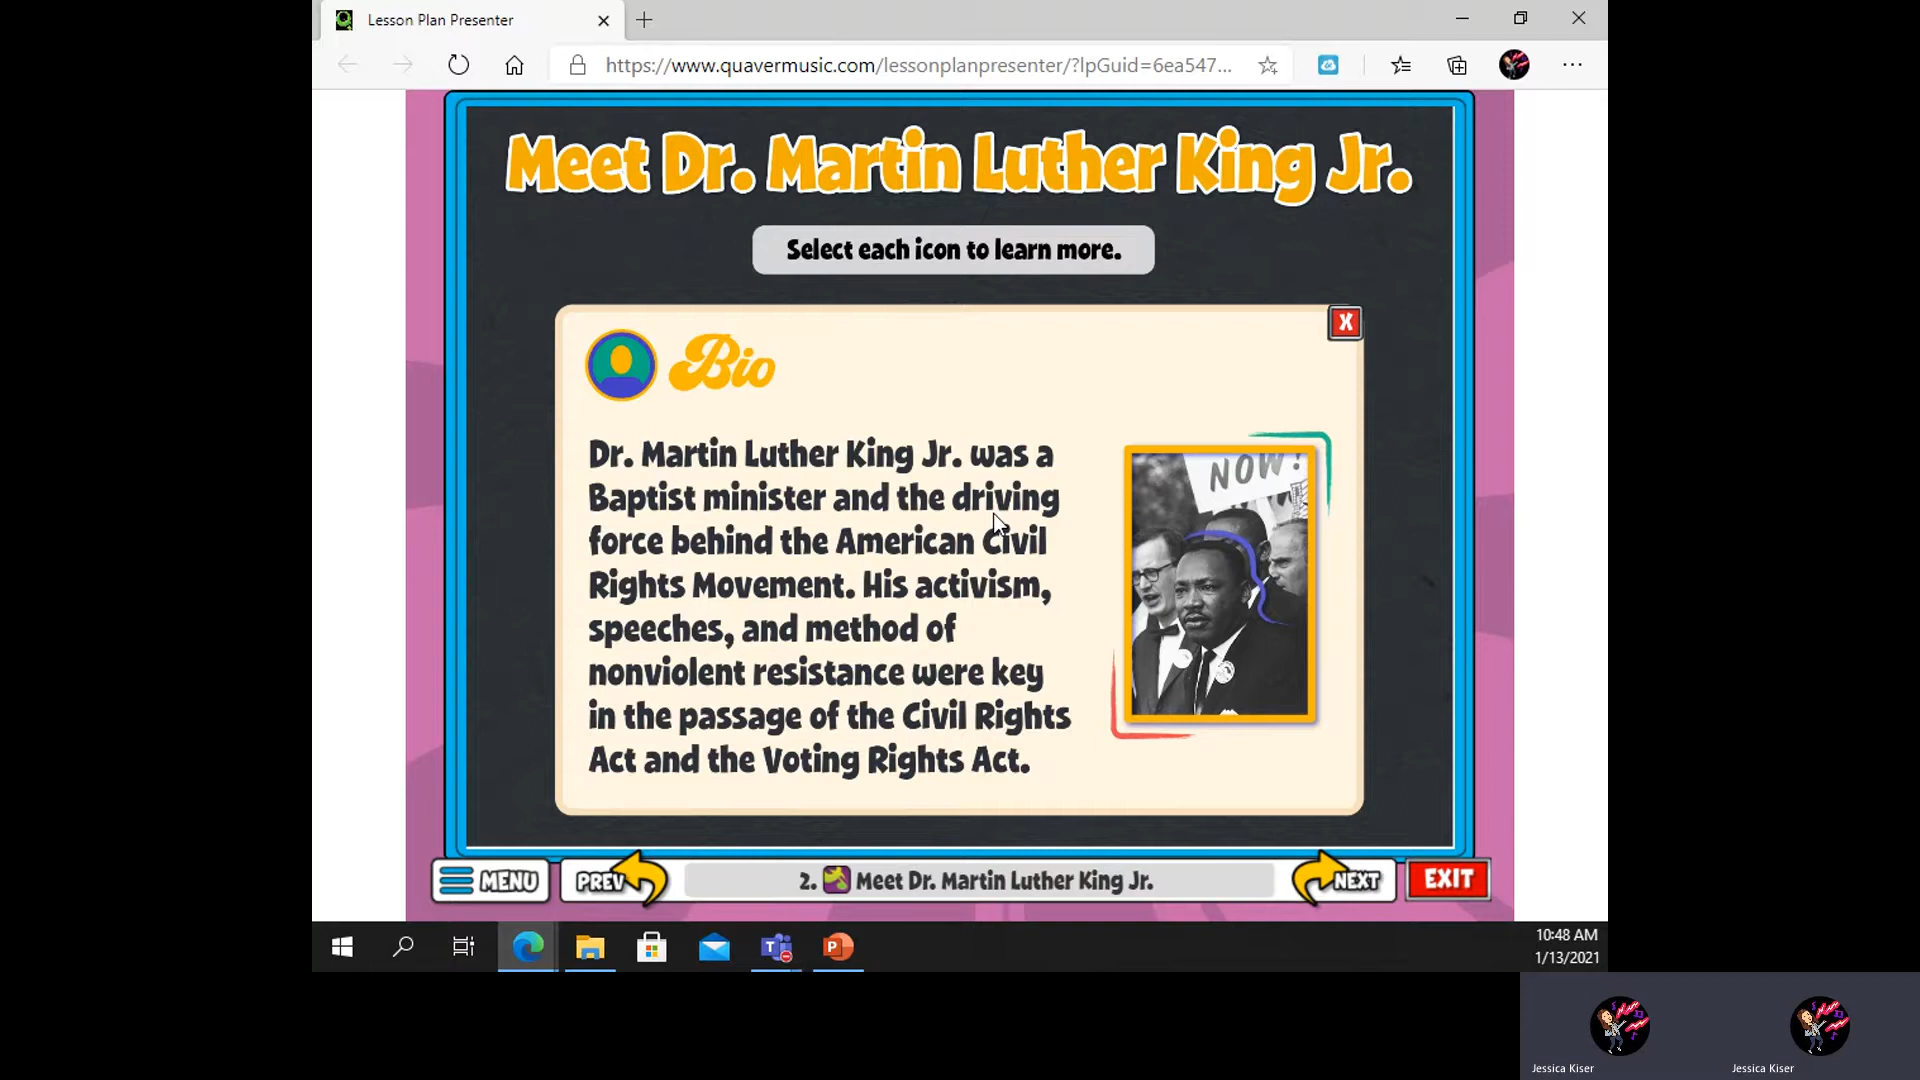 Lesson Plan Presenter
https://www.quavermusic.com/lessonplanpresenter/?lpGuid=6ea547...
Meet Dr. Martin Luther King Jr.
Select each icon to learn more.
X
Bio
Dr. Martin Luther King Jr. was a
Baptist minister and the driving
force behind the American Civil
Rights Movement. His activism,
speeches, and method of
nonviolent resistance were key
in the passage of the Civil Rights
Act and the Voting Rights Act.
NOW!
MENU
PREV
2. Meet Dr. Martin Luther King Jr.
NEXT
EXIT
10:48 AM
1/13/2021
Jessica Kiser
Jessica Kiser